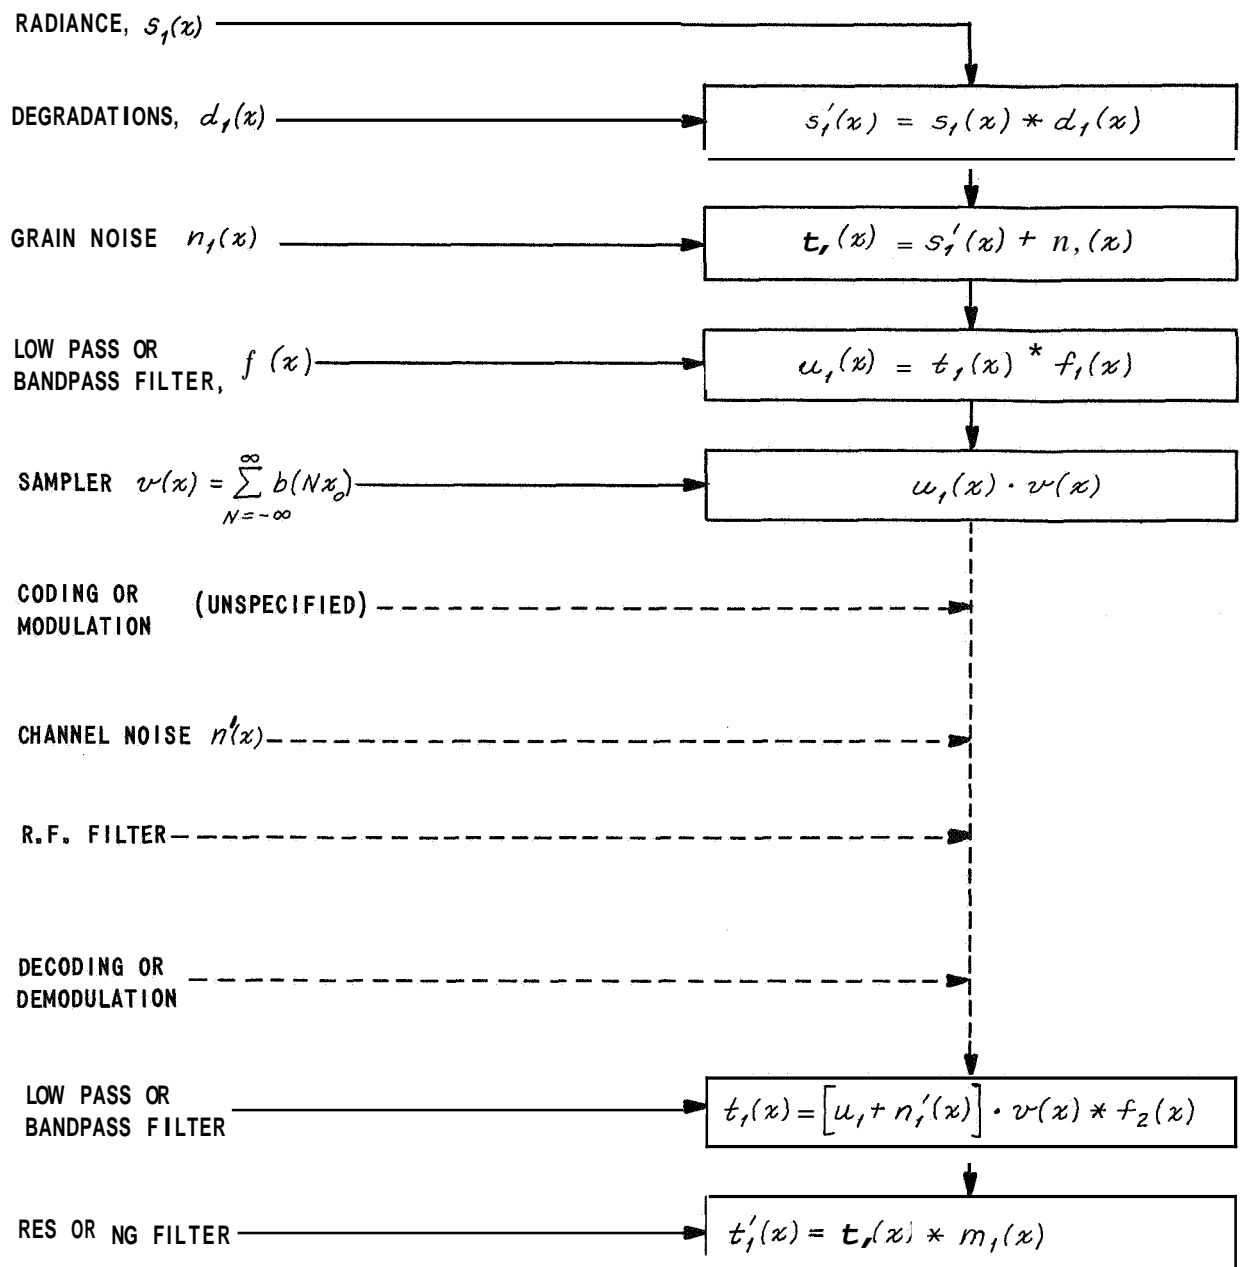 RADIANCE, s₁(x)
DEGRADATIONS, d₁(x)
s₁′(x) = s₁(x) * d₁(x)
GRAIN NOISE n₁(x)
t₁(x) = s₁′(x) + n₁(x)
LOW PASS OR
BANDPASS FILTER, f (x)
u₁(x) = t₁(x) * f₁(x)
SAMPLER v(x) = ∑ b(Nx₀)
∞
N=-∞
u₁(x) · v(x)
CODING OR
MODULATION
(UNSPECIFIED)
CHANNEL NOISE n′(x)
R.F. FILTER
DECODING OR
DEMODULATION
LOW PASS OR
BANDPASS FILTER
t₁(x) = [u₁ + n₁′(x)] · v(x) * f₂(x)
RES OR NG FILTER
t₁′(x) = t₁(x) * m₁(x)